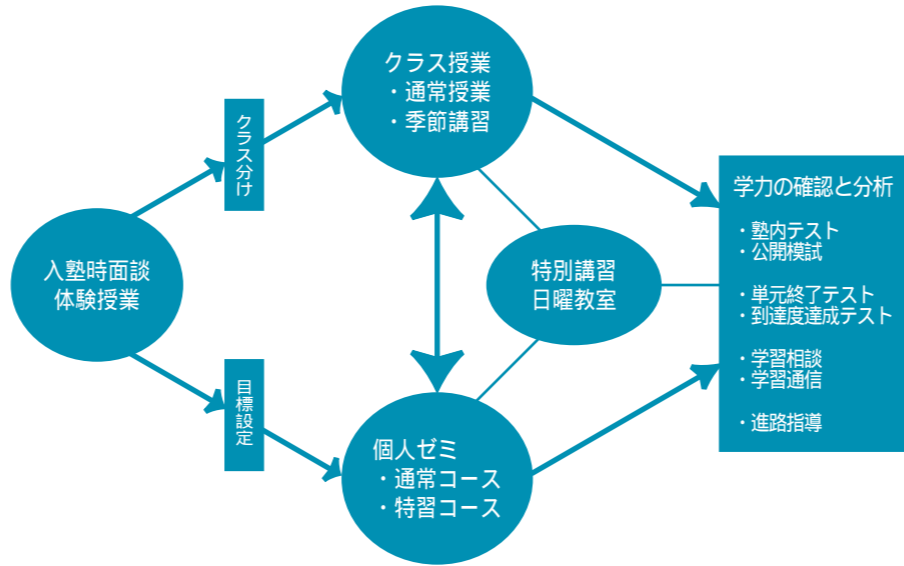 入塾時面談
体験授業
クラス分け
目標設定
クラス授業
・通常授業
・季節講習
個人ゼミ
・通常コース
・特習コース
特別講習
日曜教室
学力の確認と分析
・塾内テスト
・公開模試
・単元終了テスト
・到達度達成テスト
・学習相談
・学習通信
・進路指導